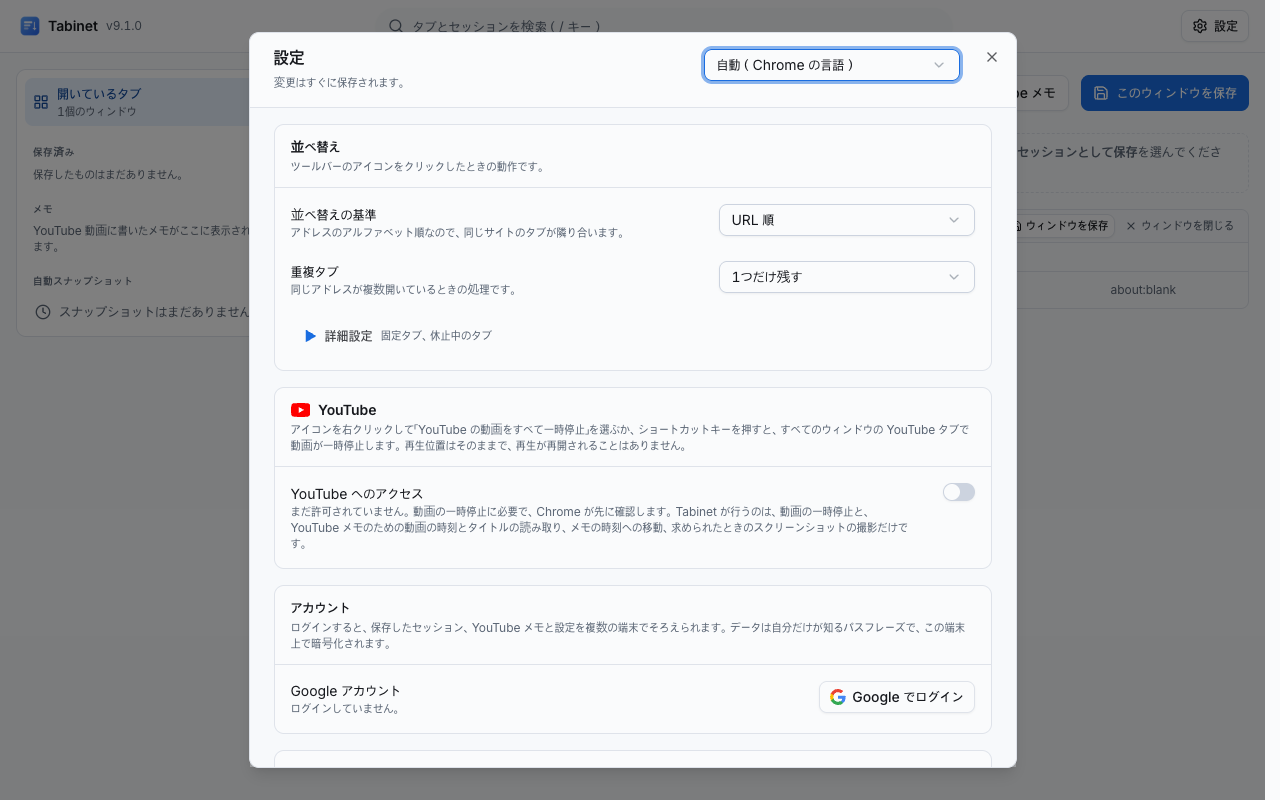 Tabinet v9.1.0
タブとセッションを検索 ( / キー )
設定
開いているタブ
1個のウィンドウ
保存済み
保存したものはまだありません。
メモ
YouTube 動画に書いたメモがここに表示され
ます。
自動スナップショット
スナップショットはまだありません
be メモ
このウィンドウを保存
セッションとして保存を選んでくださ
ウィンドウを保存
ウィンドウを閉じる
about:blank
設定
変更はすぐに保存されます。
自動 ( Chrome の言語 )
並べ替え
ツールバーのアイコンをクリックしたときの動作です。
並べ替えの基準
アドレスのアルファベット順なので、同じサイトのタブが隣り合います。
URL 順
重複タブ
同じアドレスが複数開いているときの処理です。
1つだけ残す
詳細設定 固定タブ、休止中のタブ
YouTube
アイコンを右クリックして「YouTube の動画をすべて一時停止」を選ぶか、ショートカットキーを押すと、すべてのウィンドウの YouTube タブで
動画が一時停止します。再生位置はそのままで、再生が再開されることはありません。
YouTube へのアクセス
まだ許可されていません。動画の一時停止に必要で、Chrome が先に確認します。Tabinet が行うのは、動画の一時停止と、
YouTube メモのための動画の時刻とタイトルの読み取り、メモの時刻への移動、求められたときのスクリーンショットの撮影だけで
す。
アカウント
ログインすると、保存したセッション、YouTube メモと設定を複数の端末でそろえられます。データは自分だけが知るパスフレーズで、この端末
上で暗号化されます。
Google アカウント
ログインしていません。
Google でログイン